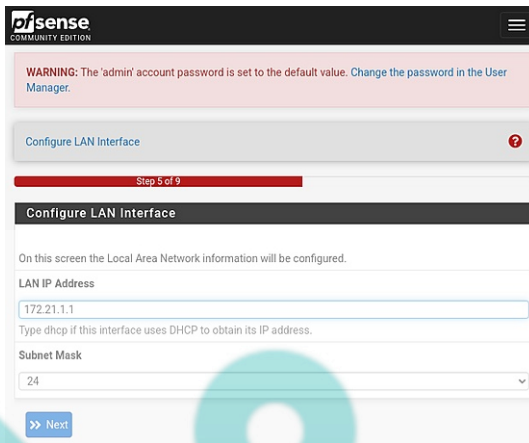 pfsense
COMMUNITY EDITION
WARNING: The 'admin' account password is set to the default value. Change the password in the User
Manager.
Configure LAN Interface
Step 5 of 9
Configure LAN Interface
On this screen the Local Area Network information will be configured.
LAN IP Address
172.21.1.1
Type dhcp if this interface uses DHCP to obtain its IP address.
Subnet Mask
24
Next